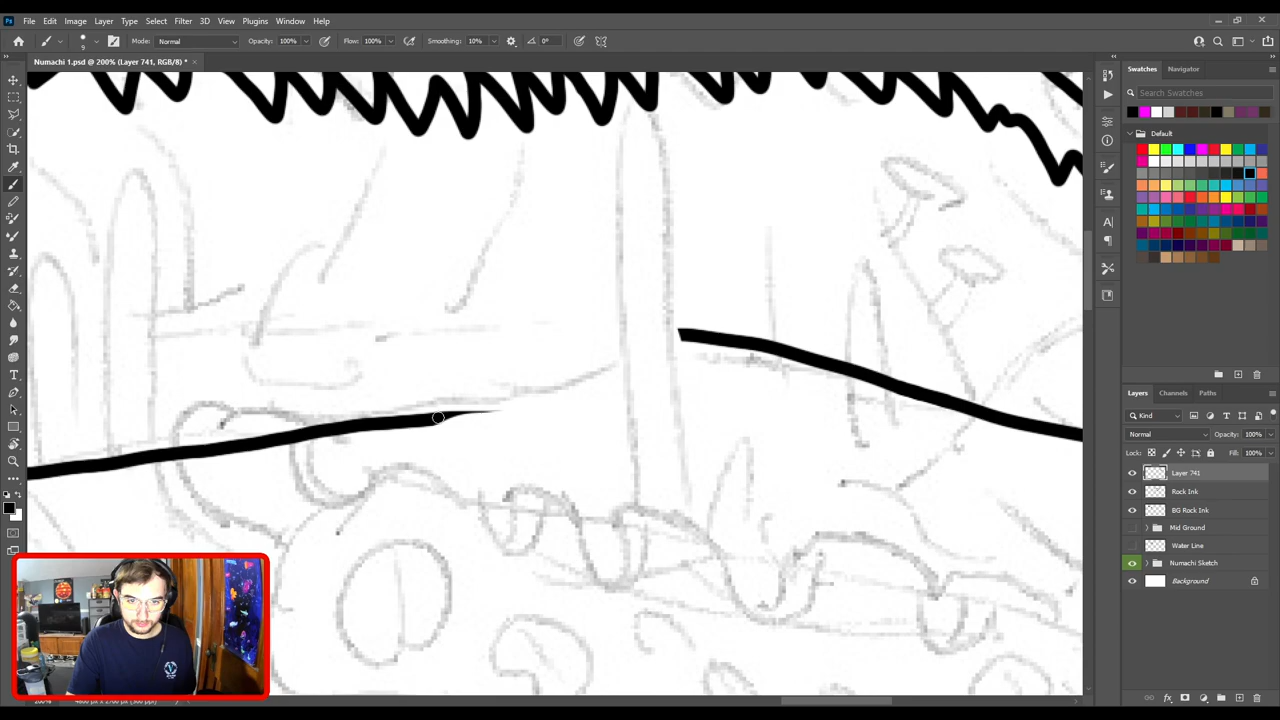 File Edit Image Layer Type Select Filter 3D View Plugins Window Help
Mode: Normal Opacity: 100% Flow: 100% Smoothing: 10% 0°
9
Numachi 1.psd @ 200% (Layer 741, RGB/8) *
Swatches Navigator
Search Swatches
Default
Layers Channels Paths
Kind
Normal Opacity: 100%
Lock: Fill: 100%
Layer 741
Rock Ink
BG Rock Ink
Mid Ground
Water Line
Numachi Sketch
Background
200%